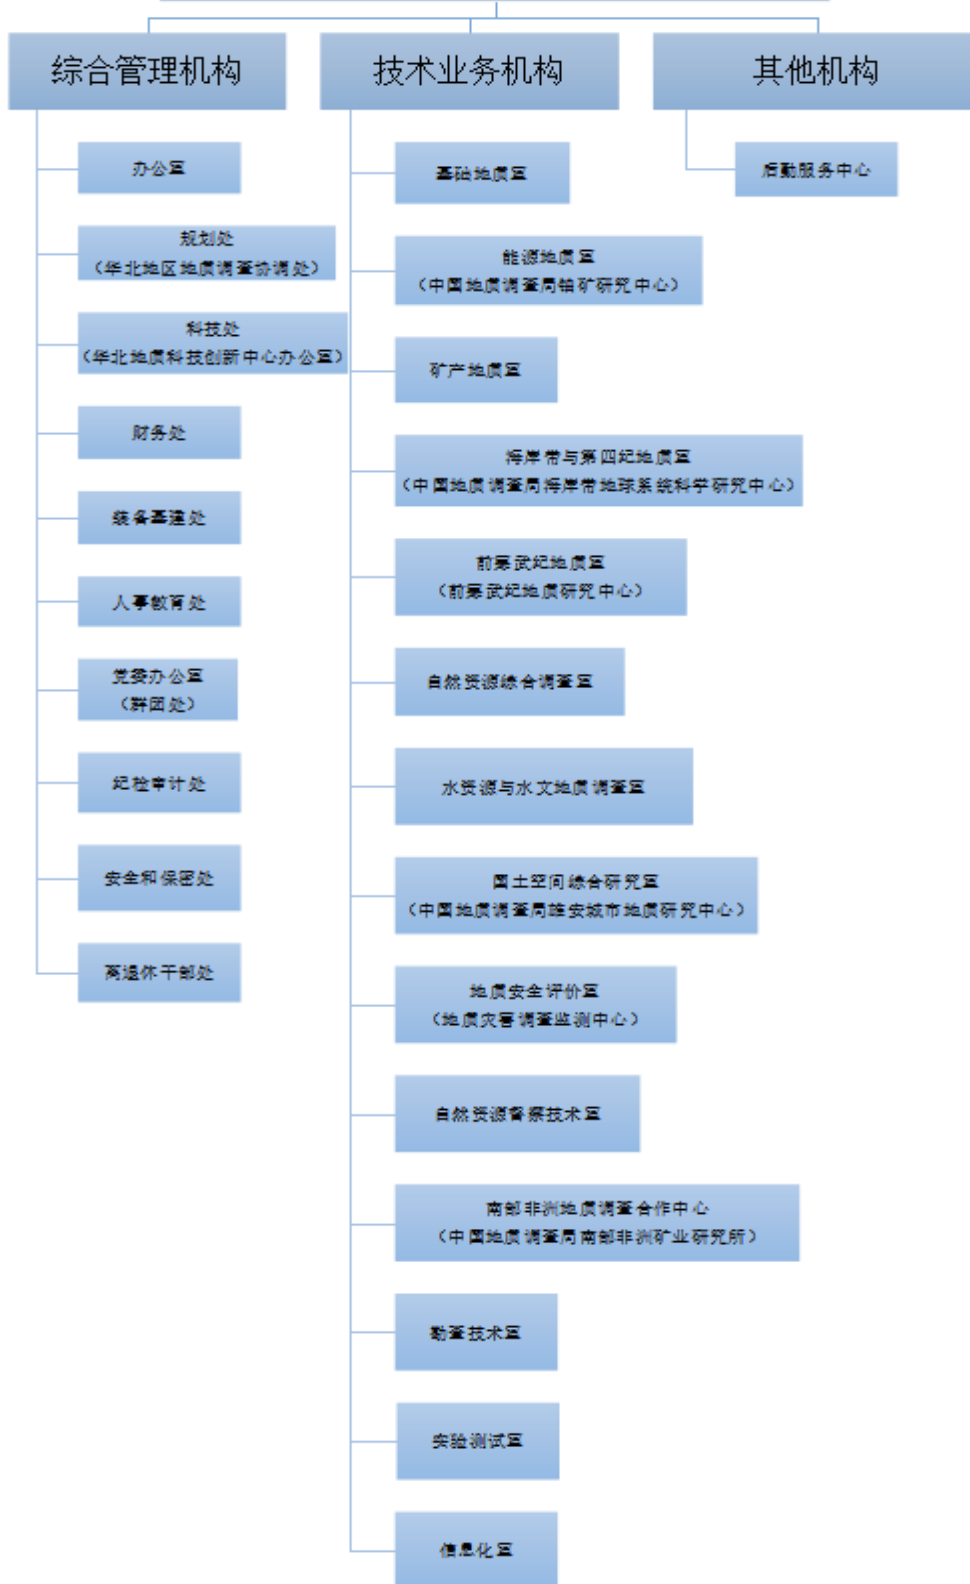 综合管理机构
技术业务机构
其他机构
办公室
规划处
（华北地区地质调查协调处）
科技处
（华北地质科技创新中心办公室）
财务处
装备基建处
人事教育处
党委办公室
（群团处）
纪检审计处
安全和保密处
离退休干部处
基础地质室
能源地质室
（中国地质调查局铀矿研究中心）
矿产地质室
海岸带与第四纪地质室
（中国地质调查局海岸带地球系统科学研究中心）
前寒武纪地质室
（前寒武纪地质研究中心）
自然资源综合调查室
水资源与水文地质调查室
国土空间综合研究室
（中国地质调查局雄安城市地质研究中心）
地质安全评价室
（地质灾害调查监测中心）
自然资源督察技术室
南部非洲地质调查合作中心
（中国地质调查局南部非洲矿业研究所）
勘查技术室
实验测试室
信息化室
后勤服务中心